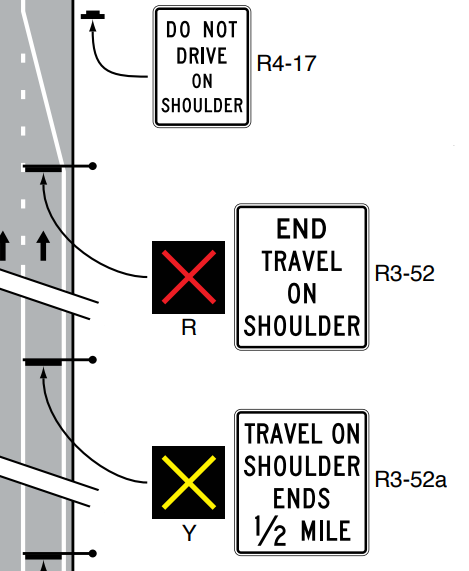 DO NOT
DRIVE
ON
SHOULDER
R4-17
END
TRAVEL
ON
SHOULDER
R3-52
R
TRAVEL ON
SHOULDER
ENDS
1/2 MILE
R3-52a
Y